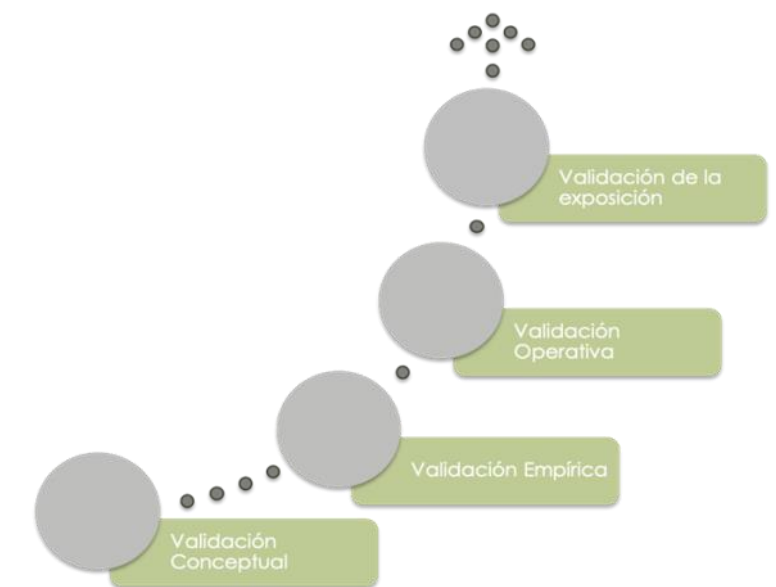 Validación de la
exposición
Validación
Operativa
Validación Empírica
Validación
Conceptual